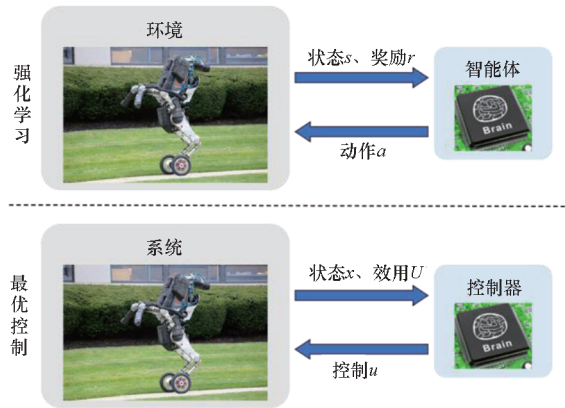 强化学习
环境
状态s、奖励r
动作a
智能体
Brain
最优控制
系统
状态x、效用U
控制u
控制器
Brain